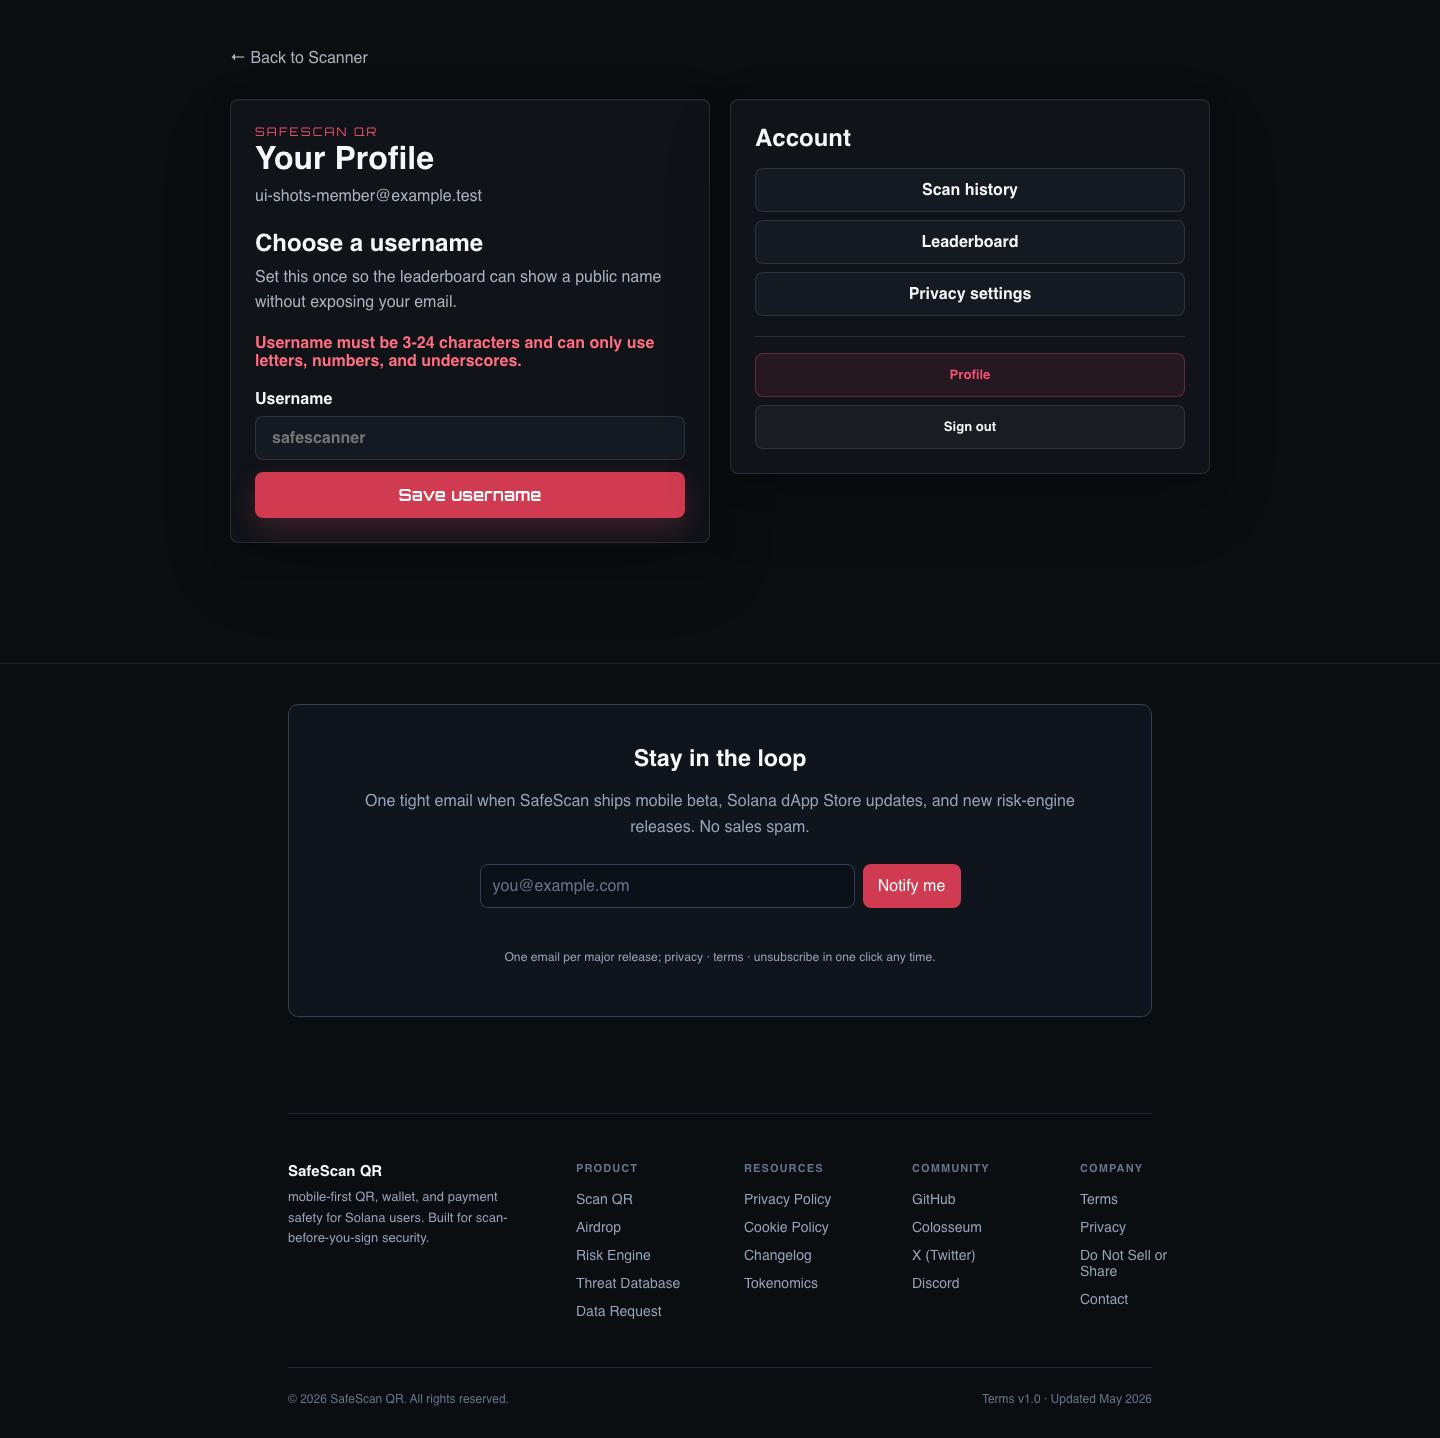 ← Back to Scanner
SAFESCAN QR
Your Profile
ui-shots-member@example.test
Choose a username
Set this once so the leaderboard can show a public name
without exposing your email.
Username must be 3-24 characters and can only use
letters, numbers, and underscores.
Username
safescanner
Save username
Account
Scan history
Leaderboard
Privacy settings
Profile
Sign out
Stay in the loop
One tight email when SafeScan ships mobile beta, Solana dApp Store updates, and new risk-engine
releases. No sales spam.
you@example.com
Notify me
One email per major release; privacy · terms · unsubscribe in one click any time.
SafeScan QR
mobile-first QR, wallet, and payment
safety for Solana users. Built for scan-
before-you-sign security.
PRODUCT
Scan QR
Airdrop
Risk Engine
Threat Database
Data Request
RESOURCES
Privacy Policy
Cookie Policy
Changelog
Tokenomics
COMMUNITY
GitHub
Colosseum
X (Twitter)
Discord
COMPANY
Terms
Privacy
Do Not Sell or
Share
Contact
© 2026 SafeScan QR. All rights reserved.
Terms v1.0 · Updated May 2026